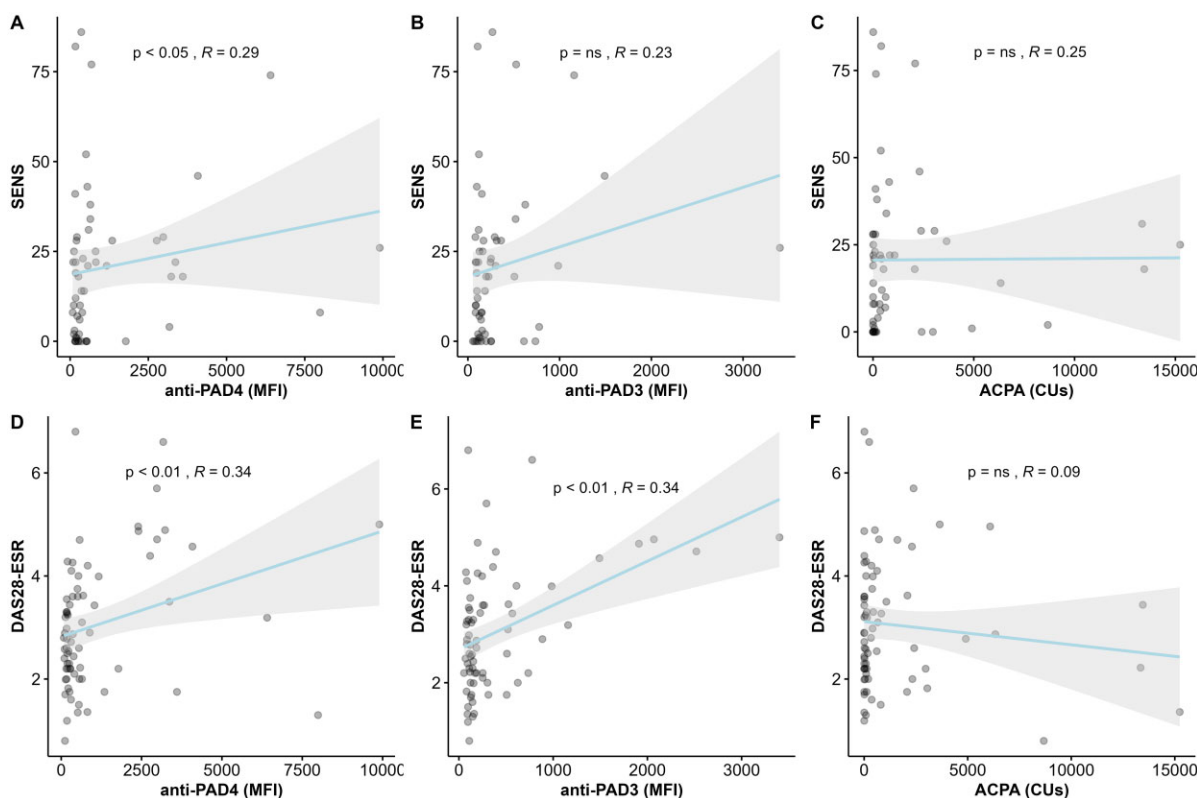 A
B
C
p < 0.05 , R = 0.29
p = ns , R = 0.23
p = ns , R = 0.25
SENS
75
50
25
0
0 2500 5000 7500 1000
anti-PAD4 (MFI)
SENS
75
50
25
0
0 1000 2000 3000
anti-PAD3 (MFI)
SENS
75
50
25
0
0 5000 10000 15000
ACPA (CUs)
D
E
F
p < 0.01 , R = 0.34
p < 0.01 , R = 0.34
p = ns , R = 0.09
DAS28-ESR
6
4
2
0 2500 5000 7500 1000
anti-PAD4 (MFI)
DAS28-ESR
6
4
2
0 1000 2000 3000
anti-PAD3 (MFI)
DAS28-ESR
6
4
2
0 5000 10000 15000
ACPA (CUs)